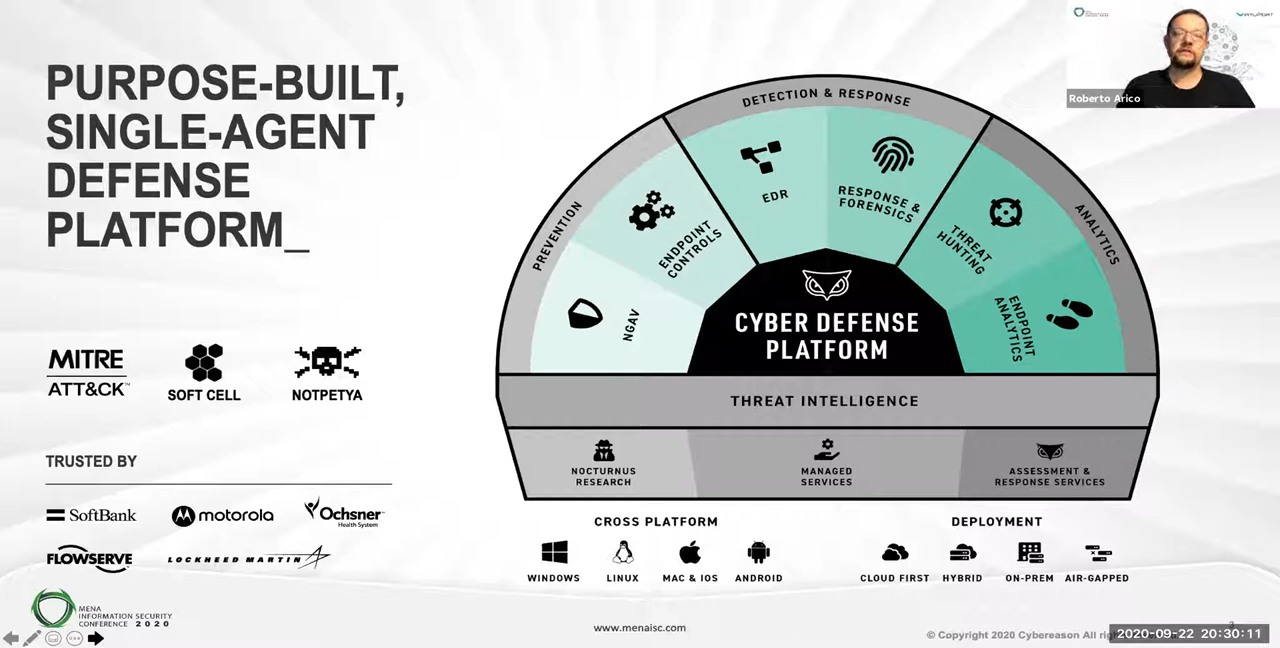 PURPOSE-BUILT,
SINGLE-AGENT
DEFENSE
PLATFORM_
MITRE
ATT&CK™
SOFT CELL
NOTPETYA
TRUSTED BY
SoftBank
motorola
Ochsner™
Health System
FLOWSERVE
LOCKHEED MARTIN
MENA
INFORMATION SECURITY
CONFERENCE 2020
PREVENTION
DETECTION & RESPONSE
ANALYTICS
NGAV
ENDPOINT
CONTROLS
EDR
RESPONSE &
FORENSICS
THREAT
HUNTING
ENDPOINT
ANALYTICS
CYBER DEFENSE
PLATFORM
THREAT INTELLIGENCE
NOCTURNUS
RESEARCH
MANAGED
SERVICES
ASSESSMENT &
RESPONSE SERVICES
CROSS PLATFORM
WINDOWS
LINUX
MAC & IOS
ANDROID
DEPLOYMENT
CLOUD FIRST
HYBRID
ON-PREM
AIR-GAPPED
www.menaisc.com
© Copyright 2020 Cybereason All
2020-09-22 20:30:11
Roberto Arico
VIRTUPORT